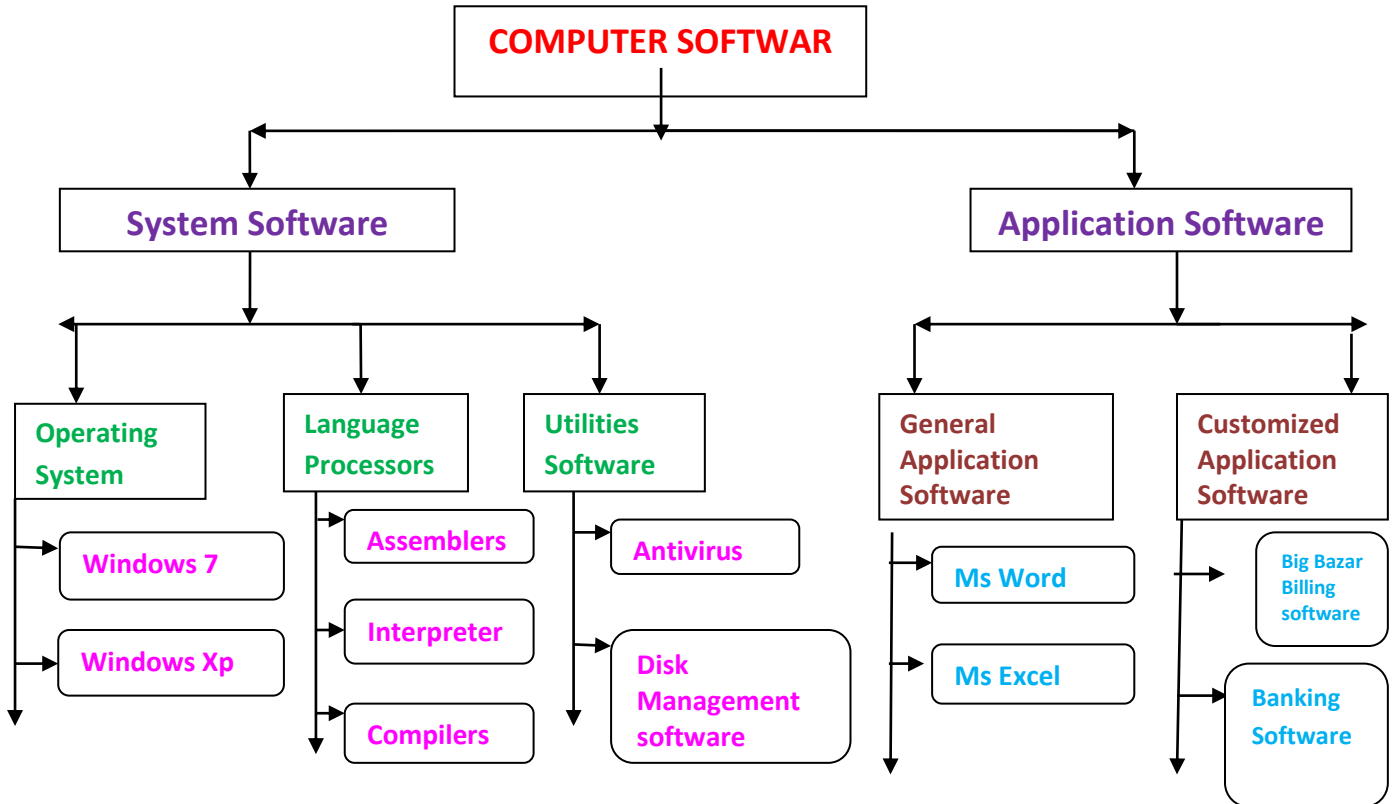 COMPUTER SOFTWAR
System Software
Application Software
Operating
System
Language
Processors
Utilities
Software
General
Application
Software
Customized
Application
Software
Windows 7
Windows Xp
Assemblers
Interpreter
Compilers
Antivirus
Disk
Management
software
Ms Word
Ms Excel
Big Bazar
Billing
software
Banking
Software